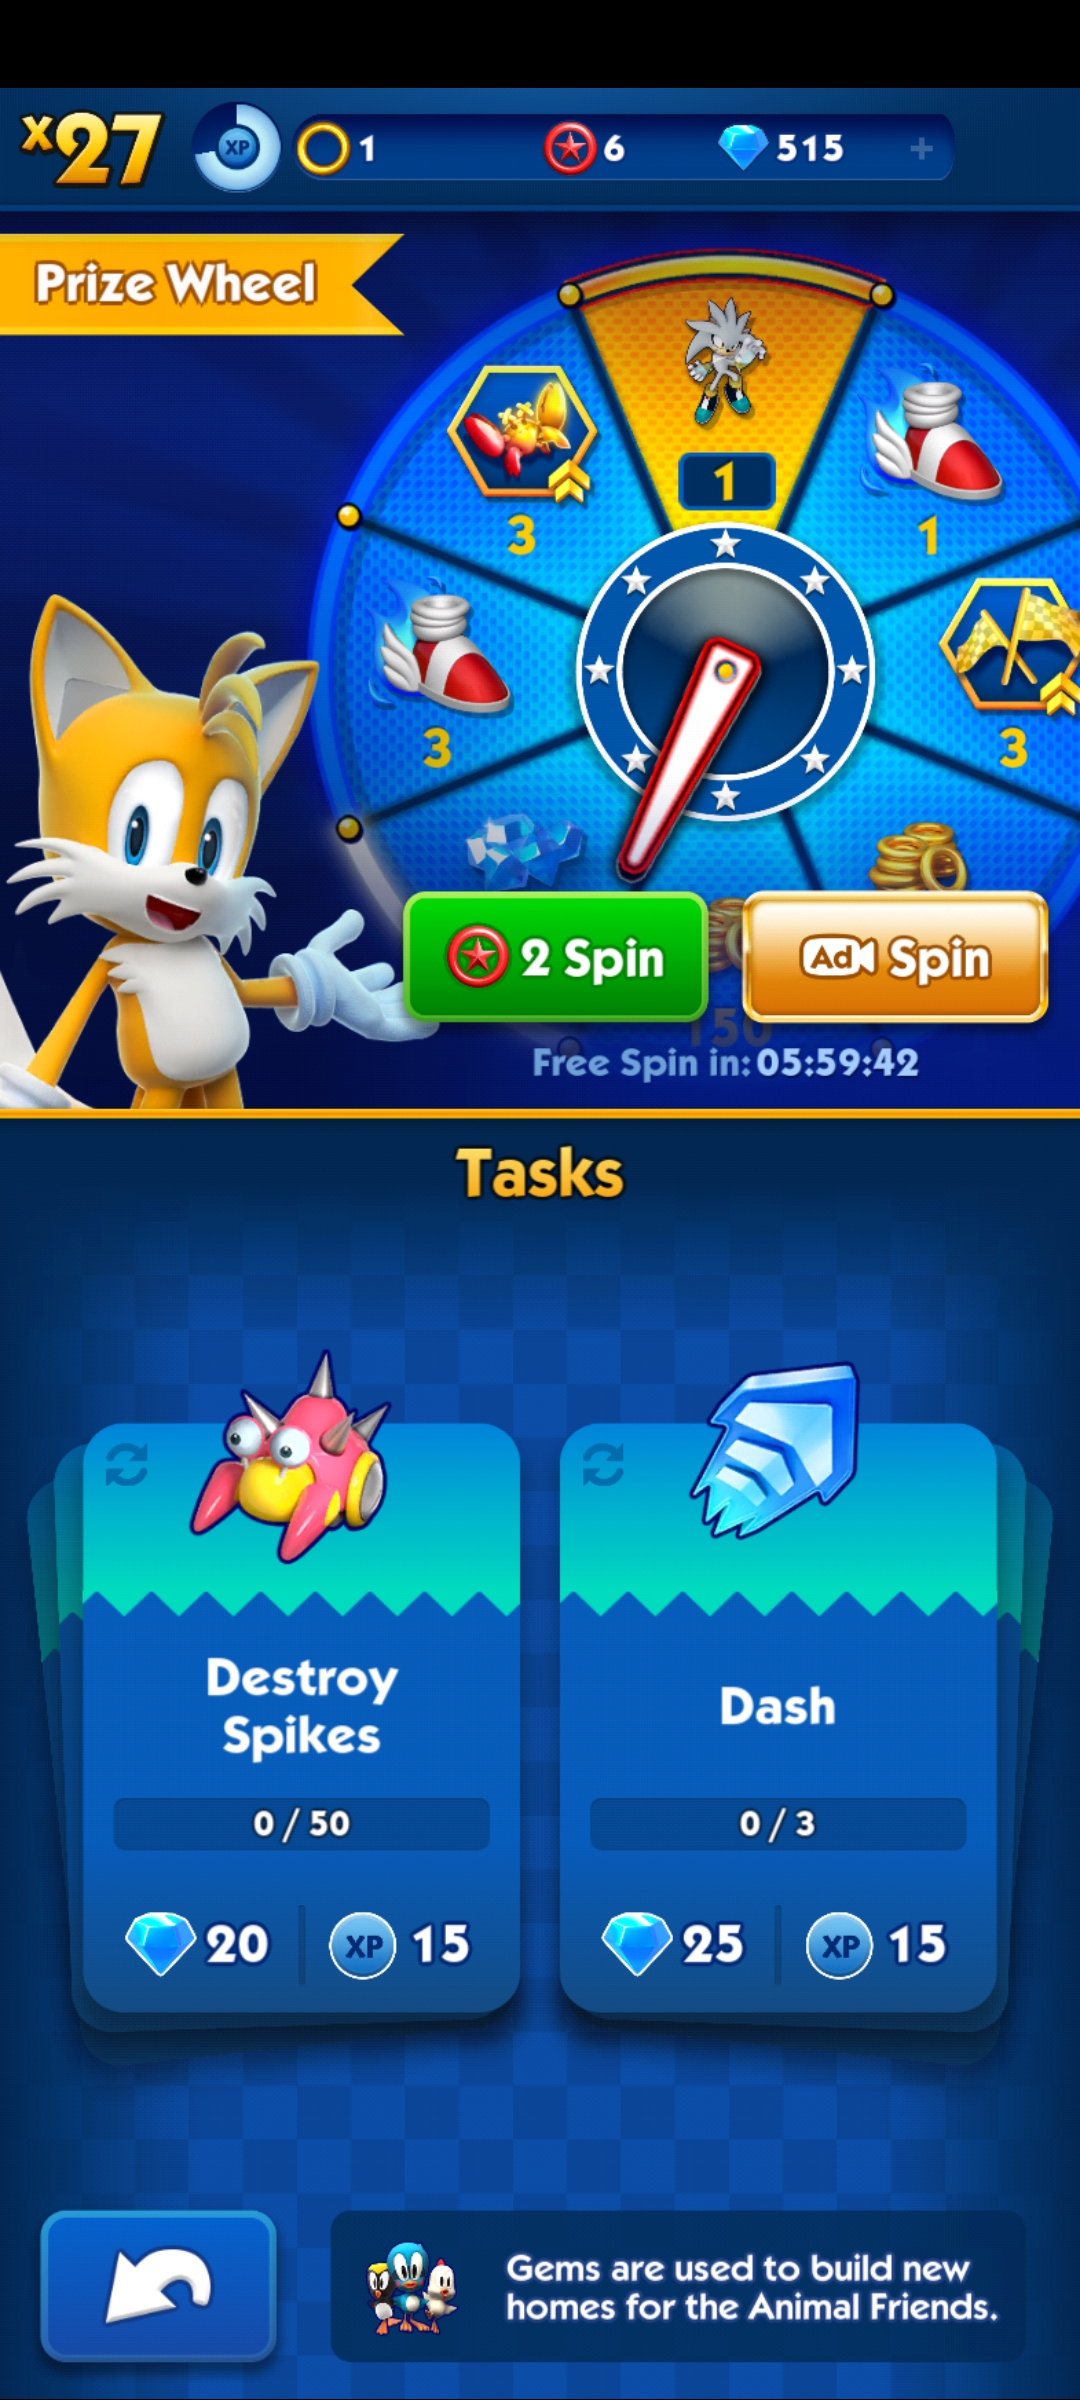 x27
XP
1
6
515
+
Prize Wheel
1
3
1
3
3
2 Spin
Ad Spin
150
Free Spin in: 05:59:42
Tasks
Destroy
Spikes
0 / 50
20
XP 15
Dash
0 / 3
25
XP 15
Gems are used to build new
homes for the Animal Friends.